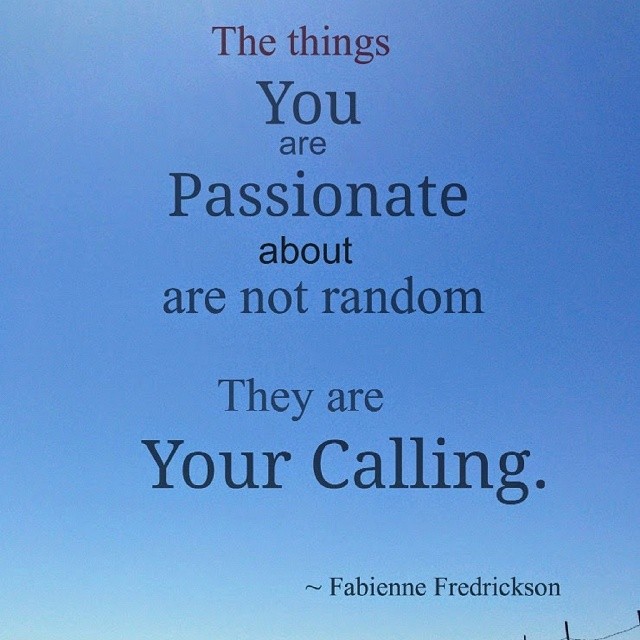 The things
You
are
Passionate
about
are not random
They are
Your Calling.
~ Fabienne Fredrickson